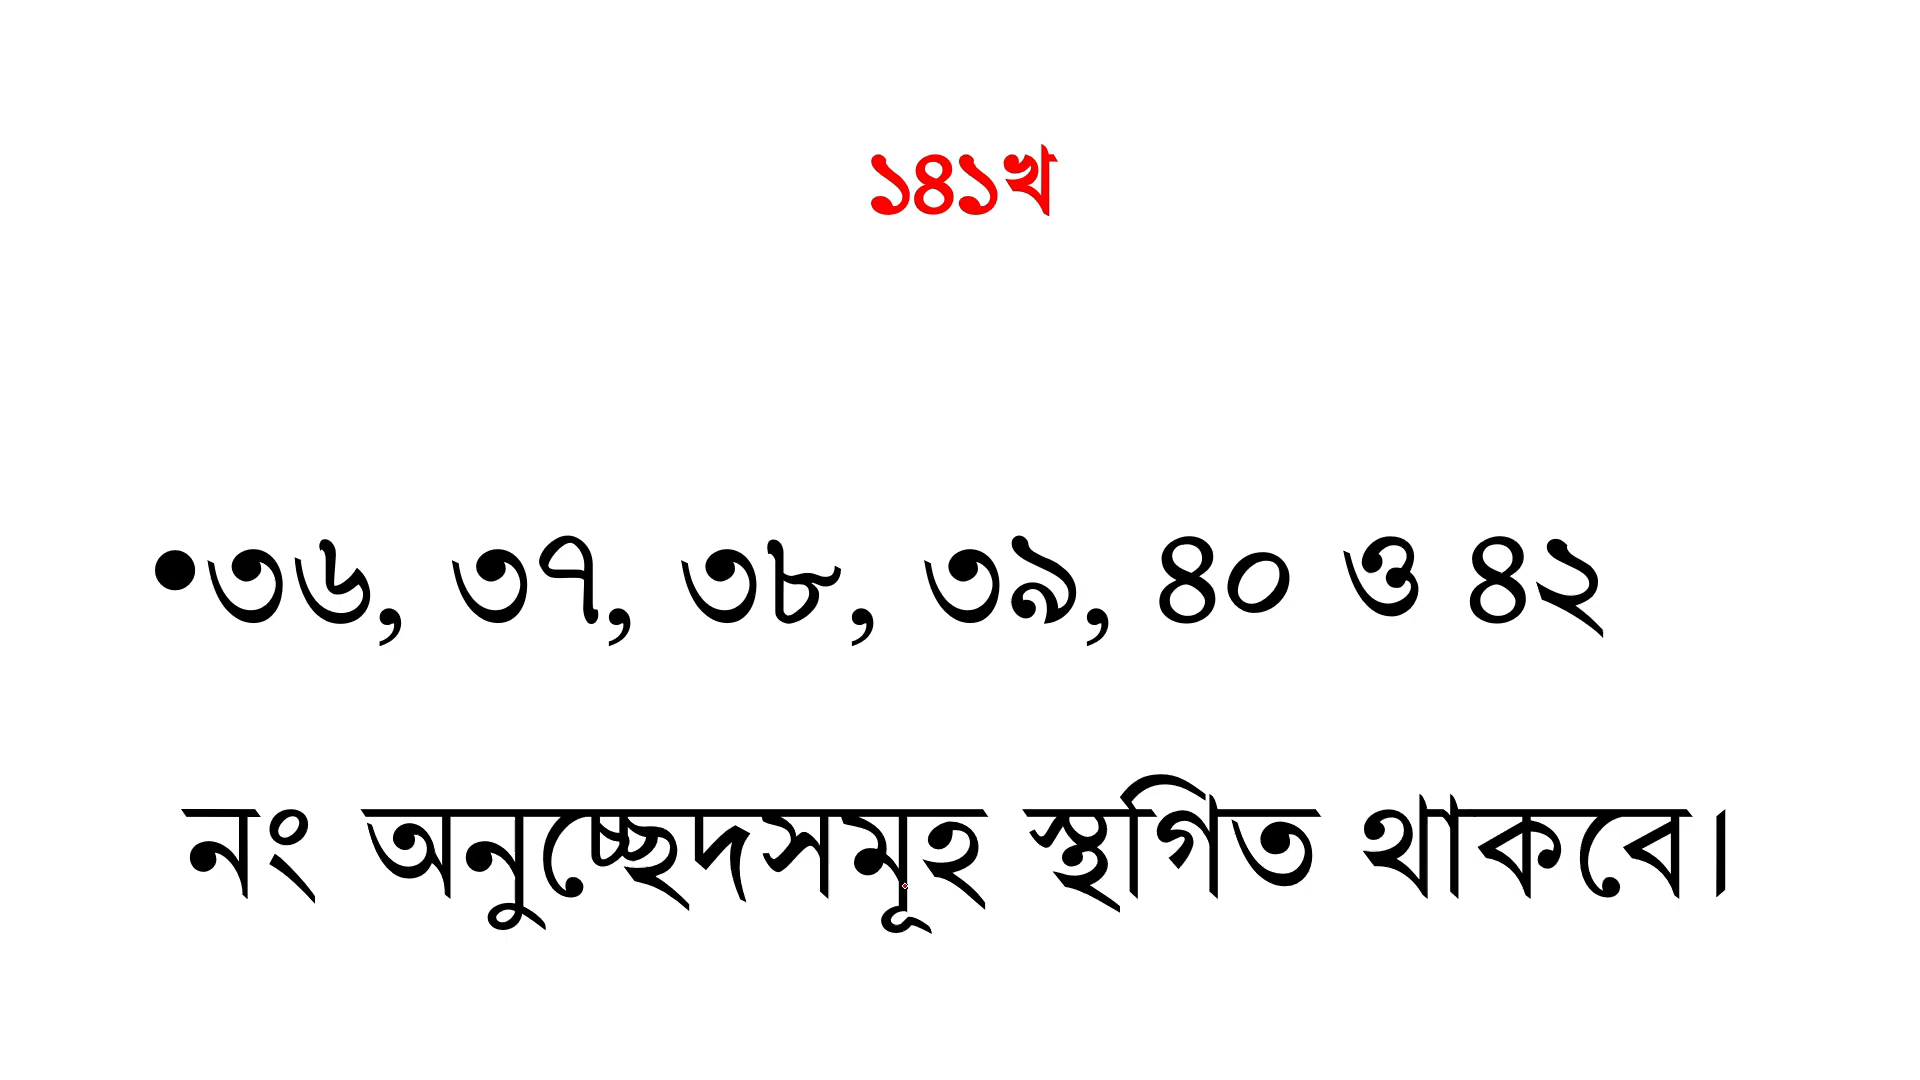 ১৪১খ
•৩৬, ৩৭, ৩৮, ৩৯, ৪০ ও ৪২
নং অনুচ্ছেদসমূহ স্থগিত থাকবে।